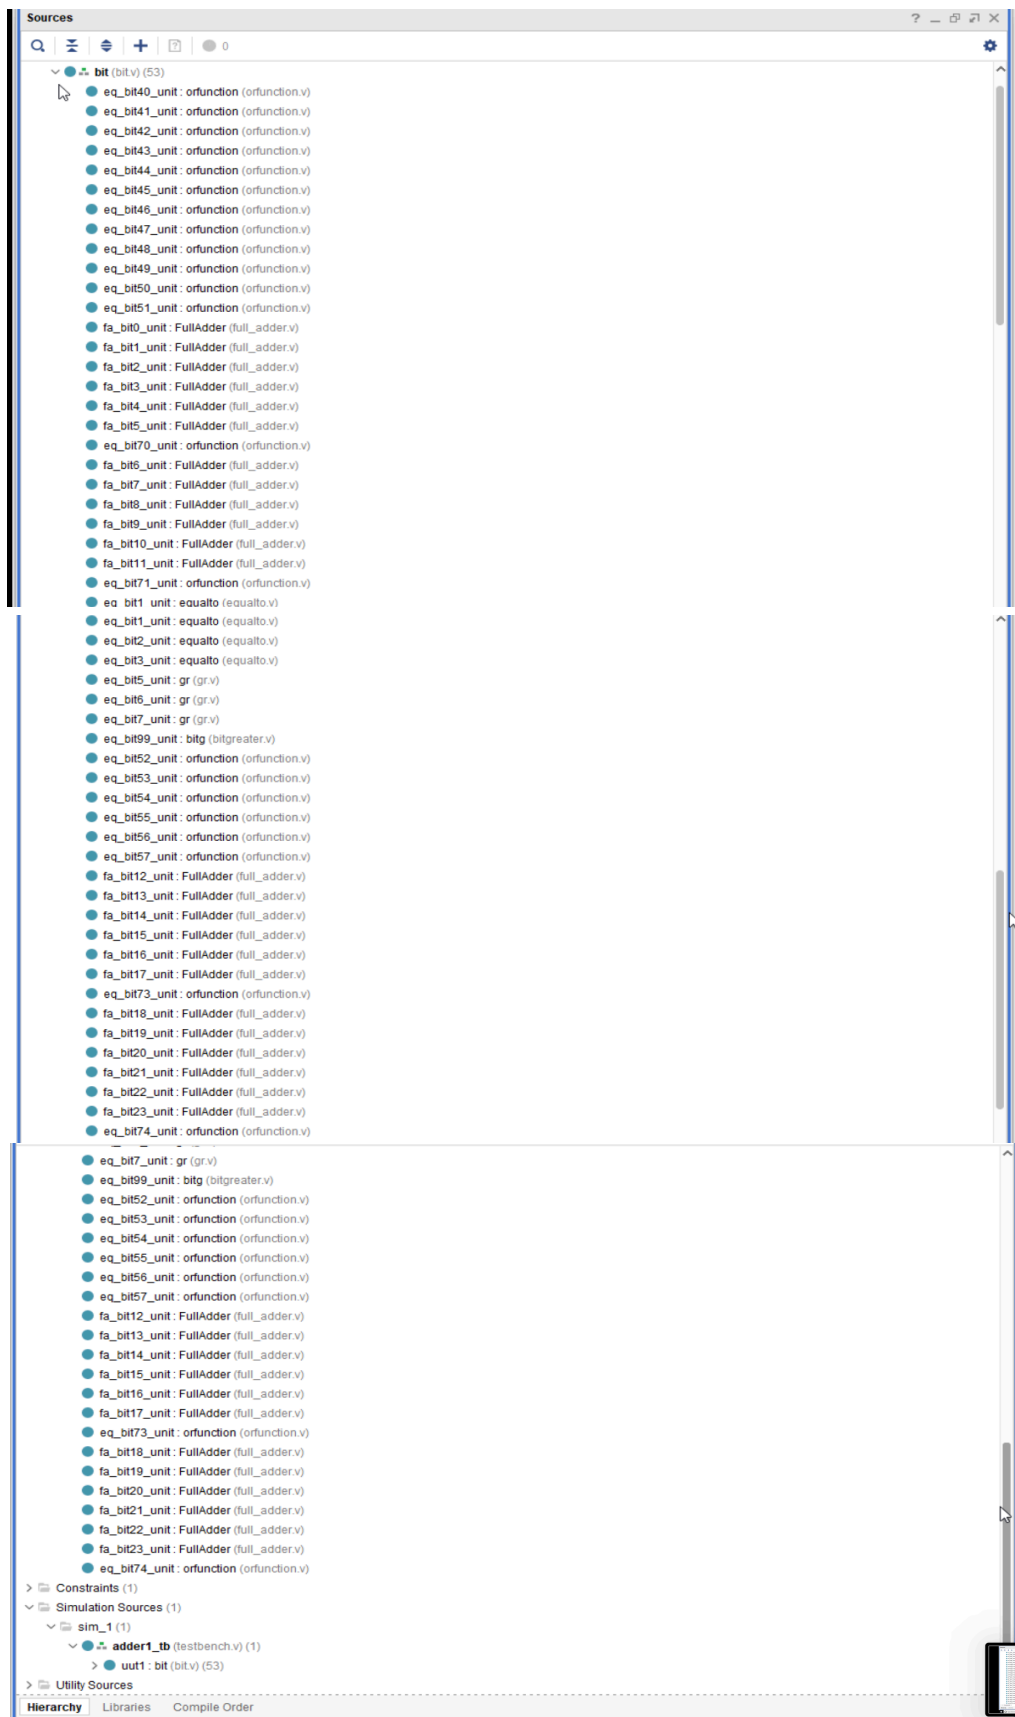 Sources
0
bit (bit.v) (53)
eq_bit40_unit : orfunction (orfunction.v)
eq_bit41_unit : orfunction (orfunction.v)
eq_bit42_unit : orfunction (orfunction.v)
eq_bit43_unit : orfunction (orfunction.v)
eq_bit44_unit : orfunction (orfunction.v)
eq_bit45_unit : orfunction (orfunction.v)
eq_bit46_unit : orfunction (orfunction.v)
eq_bit47_unit : orfunction (orfunction.v)
eq_bit48_unit : orfunction (orfunction.v)
eq_bit49_unit : orfunction (orfunction.v)
eq_bit50_unit : orfunction (orfunction.v)
eq_bit51_unit : orfunction (orfunction.v)
fa_bit0_unit : FullAdder (full_adder.v)
fa_bit1_unit : FullAdder (full_adder.v)
fa_bit2_unit : FullAdder (full_adder.v)
fa_bit3_unit : FullAdder (full_adder.v)
fa_bit4_unit : FullAdder (full_adder.v)
fa_bit5_unit : FullAdder (full_adder.v)
eq_bit70_unit : orfunction (orfunction.v)
fa_bit6_unit : FullAdder (full_adder.v)
fa_bit7_unit : FullAdder (full_adder.v)
fa_bit8_unit : FullAdder (full_adder.v)
fa_bit9_unit : FullAdder (full_adder.v)
fa_bit10_unit : FullAdder (full_adder.v)
fa_bit11_unit : FullAdder (full_adder.v)
eq_bit71_unit : orfunction (orfunction.v)
eq_bit1_unit : equalto (equalto.v)
eq_bit1_unit : equalto (equalto.v)
eq_bit2_unit : equalto (equalto.v)
eq_bit3_unit : equalto (equalto.v)
eq_bit5_unit : gr (gr.v)
eq_bit6_unit : gr (gr.v)
eq_bit7_unit : gr (gr.v)
eq_bit99_unit : bitg (bitgreater.v)
eq_bit52_unit : orfunction (orfunction.v)
eq_bit53_unit : orfunction (orfunction.v)
eq_bit54_unit : orfunction (orfunction.v)
eq_bit55_unit : orfunction (orfunction.v)
eq_bit56_unit : orfunction (orfunction.v)
eq_bit57_unit : orfunction (orfunction.v)
fa_bit12_unit : FullAdder (full_adder.v)
fa_bit13_unit : FullAdder (full_adder.v)
fa_bit14_unit : FullAdder (full_adder.v)
fa_bit15_unit : FullAdder (full_adder.v)
fa_bit16_unit : FullAdder (full_adder.v)
fa_bit17_unit : FullAdder (full_adder.v)
eq_bit73_unit : orfunction (orfunction.v)
fa_bit18_unit : FullAdder (full_adder.v)
fa_bit19_unit : FullAdder (full_adder.v)
fa_bit20_unit : FullAdder (full_adder.v)
fa_bit21_unit : FullAdder (full_adder.v)
fa_bit22_unit : FullAdder (full_adder.v)
fa_bit23_unit : FullAdder (full_adder.v)
eq_bit74_unit : orfunction (orfunction.v)
eq_bit7_unit : gr (gr.v)
eq_bit99_unit : bitg (bitgreater.v)
eq_bit52_unit : orfunction (orfunction.v)
eq_bit53_unit : orfunction (orfunction.v)
eq_bit54_unit : orfunction (orfunction.v)
eq_bit55_unit : orfunction (orfunction.v)
eq_bit56_unit : orfunction (orfunction.v)
eq_bit57_unit : orfunction (orfunction.v)
fa_bit12_unit : FullAdder (full_adder.v)
fa_bit13_unit : FullAdder (full_adder.v)
fa_bit14_unit : FullAdder (full_adder.v)
fa_bit15_unit : FullAdder (full_adder.v)
fa_bit16_unit : FullAdder (full_adder.v)
fa_bit17_unit : FullAdder (full_adder.v)
eq_bit73_unit : orfunction (orfunction.v)
fa_bit18_unit : FullAdder (full_adder.v)
fa_bit19_unit : FullAdder (full_adder.v)
fa_bit20_unit : FullAdder (full_adder.v)
fa_bit21_unit : FullAdder (full_adder.v)
fa_bit22_unit : FullAdder (full_adder.v)
fa_bit23_unit : FullAdder (full_adder.v)
eq_bit74_unit : orfunction (orfunction.v)
Constraints (1)
Simulation Sources (1)
sim_1 (1)
adder1_tb (testbench.v) (1)
uut1 : bit (bit.v) (53)
Utility Sources
Hierarchy Libraries Compile Order